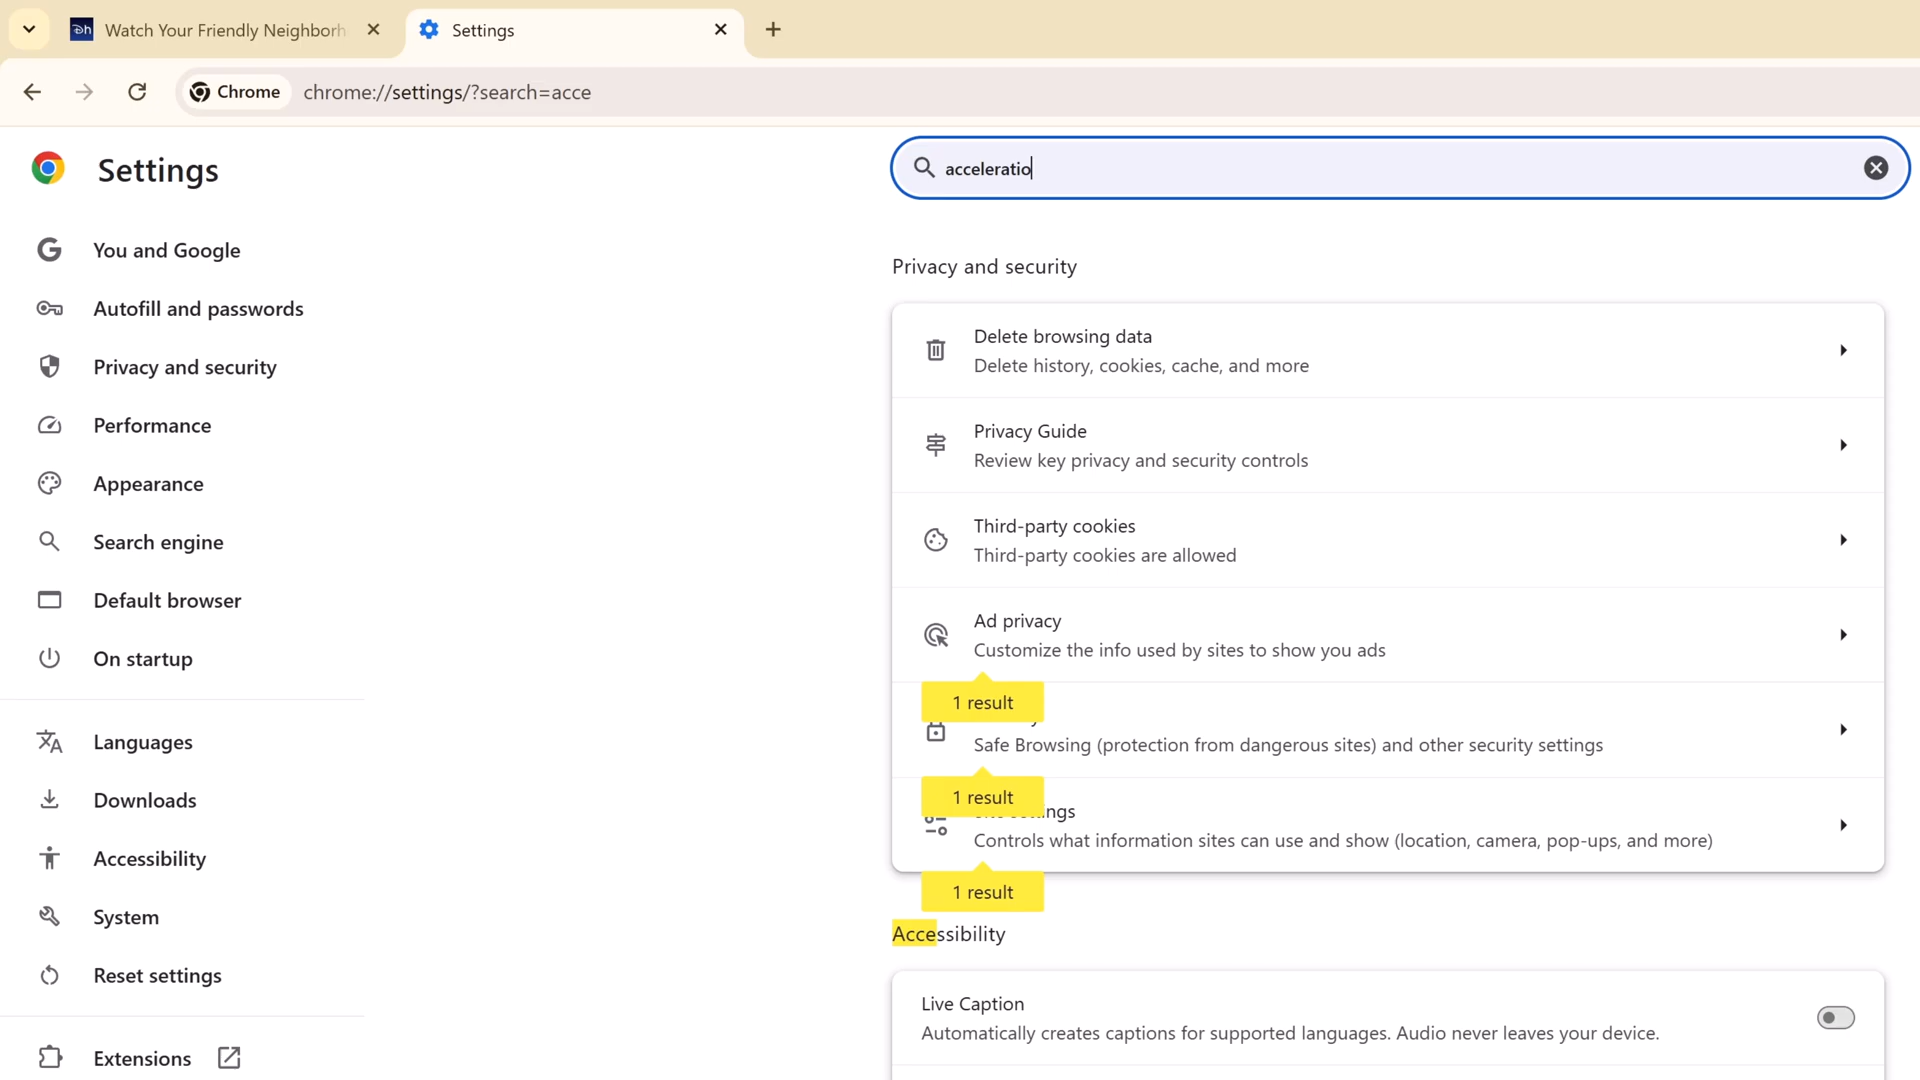 Watch Your Friendly Neighborh
Settings
Chrome
chrome://settings/?search=acce
Settings
acceleratio
You and Google
Autofill and passwords
Privacy and security
Performance
Appearance
Search engine
Default browser
On startup
Languages
Downloads
Accessibility
System
Reset settings
Extensions
Privacy and security
Delete browsing data
Delete history, cookies, cache, and more
Privacy Guide
Review key privacy and security controls
Third-party cookies
Third-party cookies are allowed
Ad privacy
Customize the info used by sites to show you ads
1 result
Safe Browsing (protection from dangerous sites) and other security settings
1 result
Controls what information sites can use and show (location, camera, pop-ups, and more)
1 result
Accessibility
Live Caption
Automatically creates captions for supported languages. Audio never leaves your device.